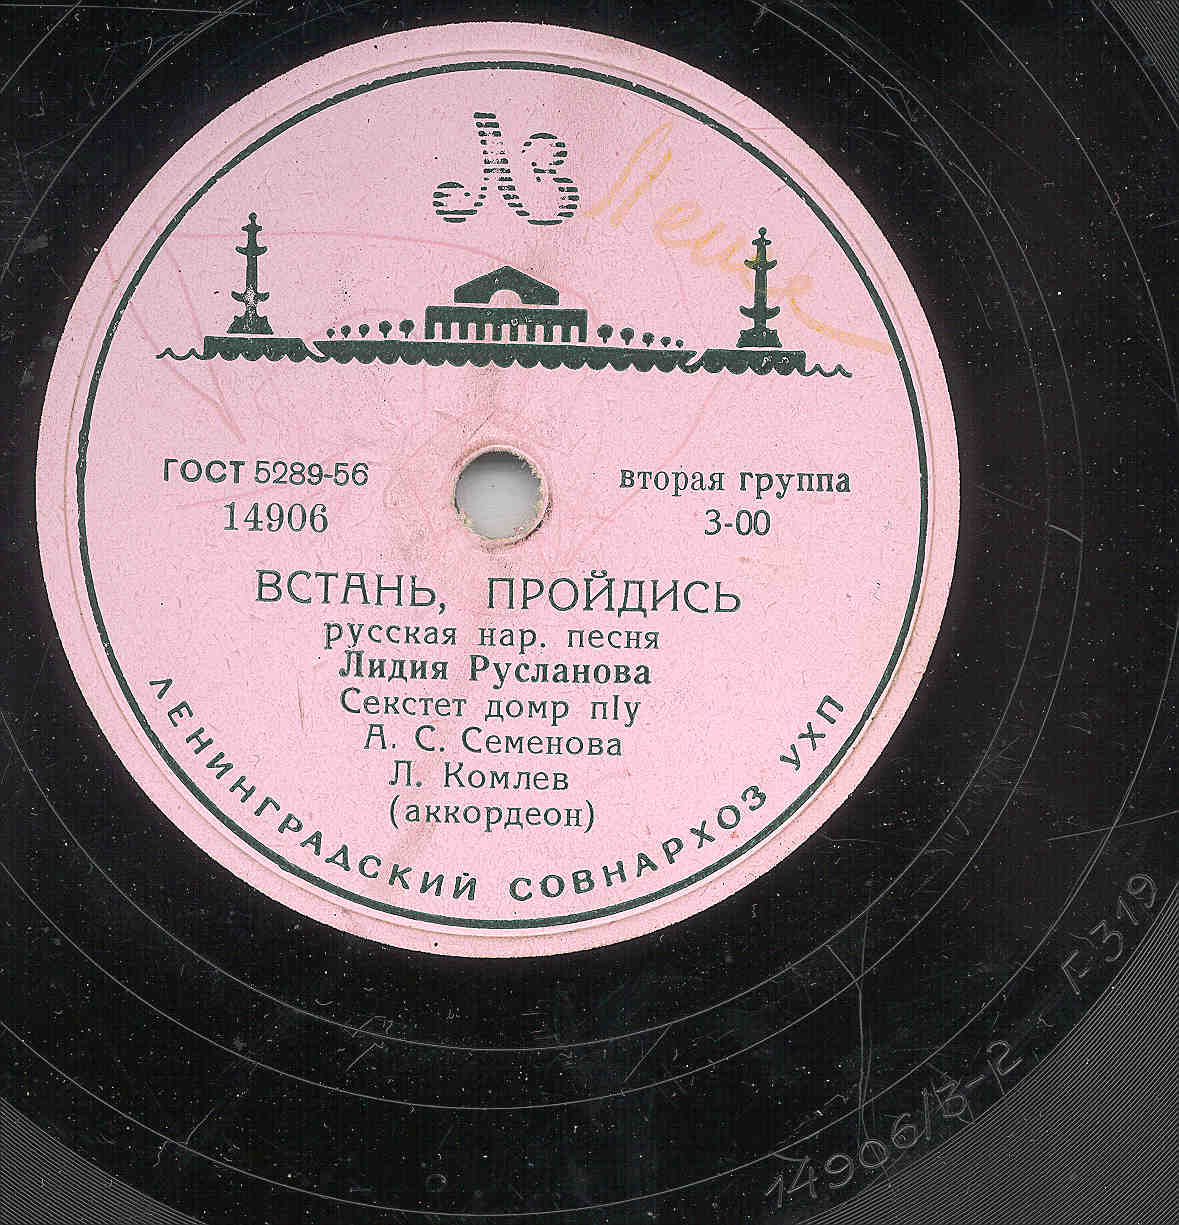 ЛЗ
ГОСТ 5289-56
14906
вторая группа
3-00
ВСТАНЬ, ПРОЙДИСЬ
русская нар. песня
Лидия Русланова
Секстет домр п/у
А. С. Семенова
Л. Комлев
(аккордеон)
ЛЕНИНГРАДСКИЙ СОВНАРХОЗ УХП
14906/3-2 Г-319